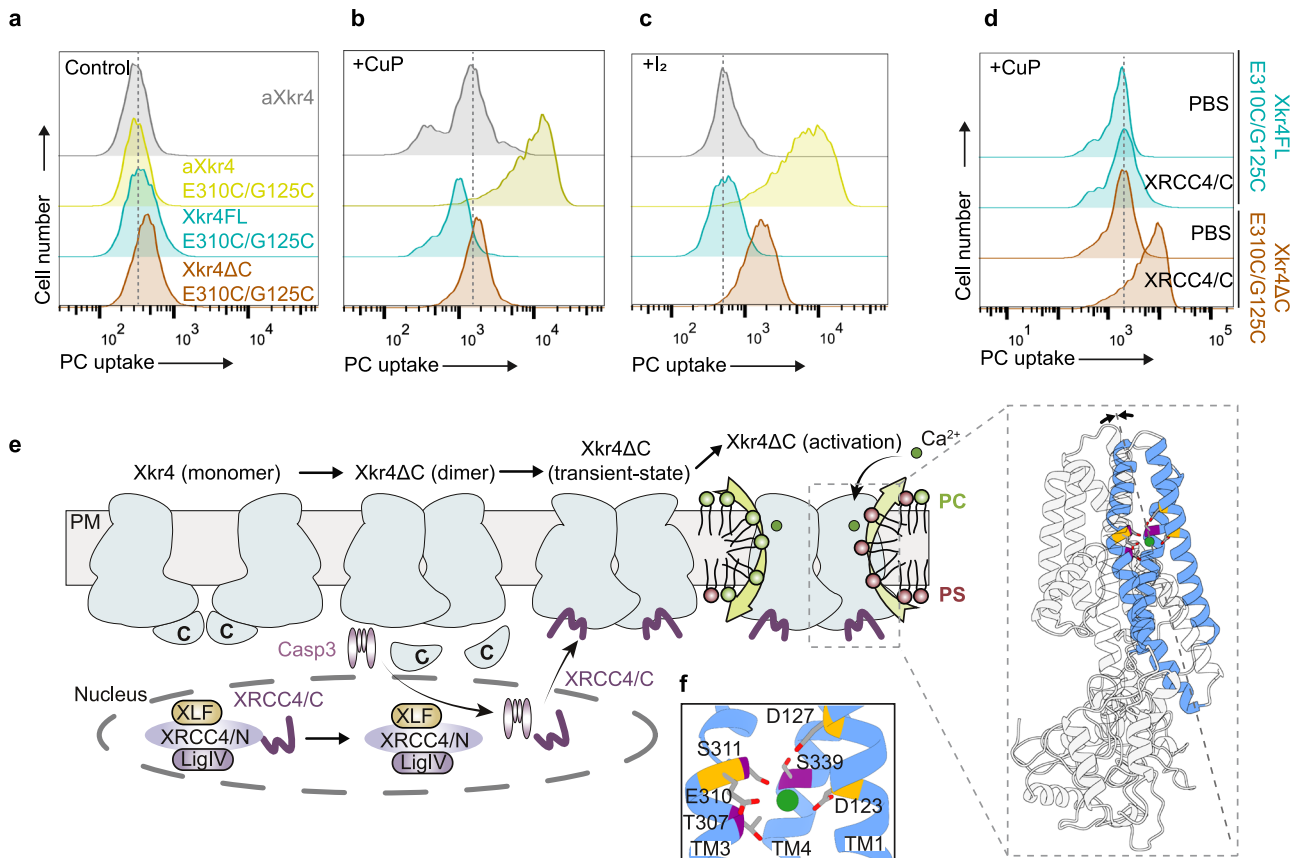 a
Control
aXkr4
aXkr4
E310C/G125C
Xkr4FL
E310C/G125C
Xkr4ΔC
E310C/G125C
Cell number
10² 10³ 10⁴
PC uptake
b
+CuP
10² 10³ 10⁴
PC uptake
c
+I₂
10² 10³ 10⁴
PC uptake
d
+CuP
PBS
XRCC4/C
PBS
XRCC4/C
Xkr4FL
E310C/G125C
Xkr4ΔC
E310C/G125C
Cell number
10¹ 10³ 10⁵
PC uptake
e
Xkr4 (monomer)
Xkr4ΔC (dimer)
Xkr4ΔC
(transient-state)
Xkr4ΔC (activation)
Ca²⁺
PM
PC
PS
C C
Casp3
C C
XRCC4/C
Nucleus
XRCC4/C
XLF
XRCC4/N
LigIV
XLF
XRCC4/N
LigIV
f
D127
S311
S339
E310
D123
T307
TM3 TM4 TM1